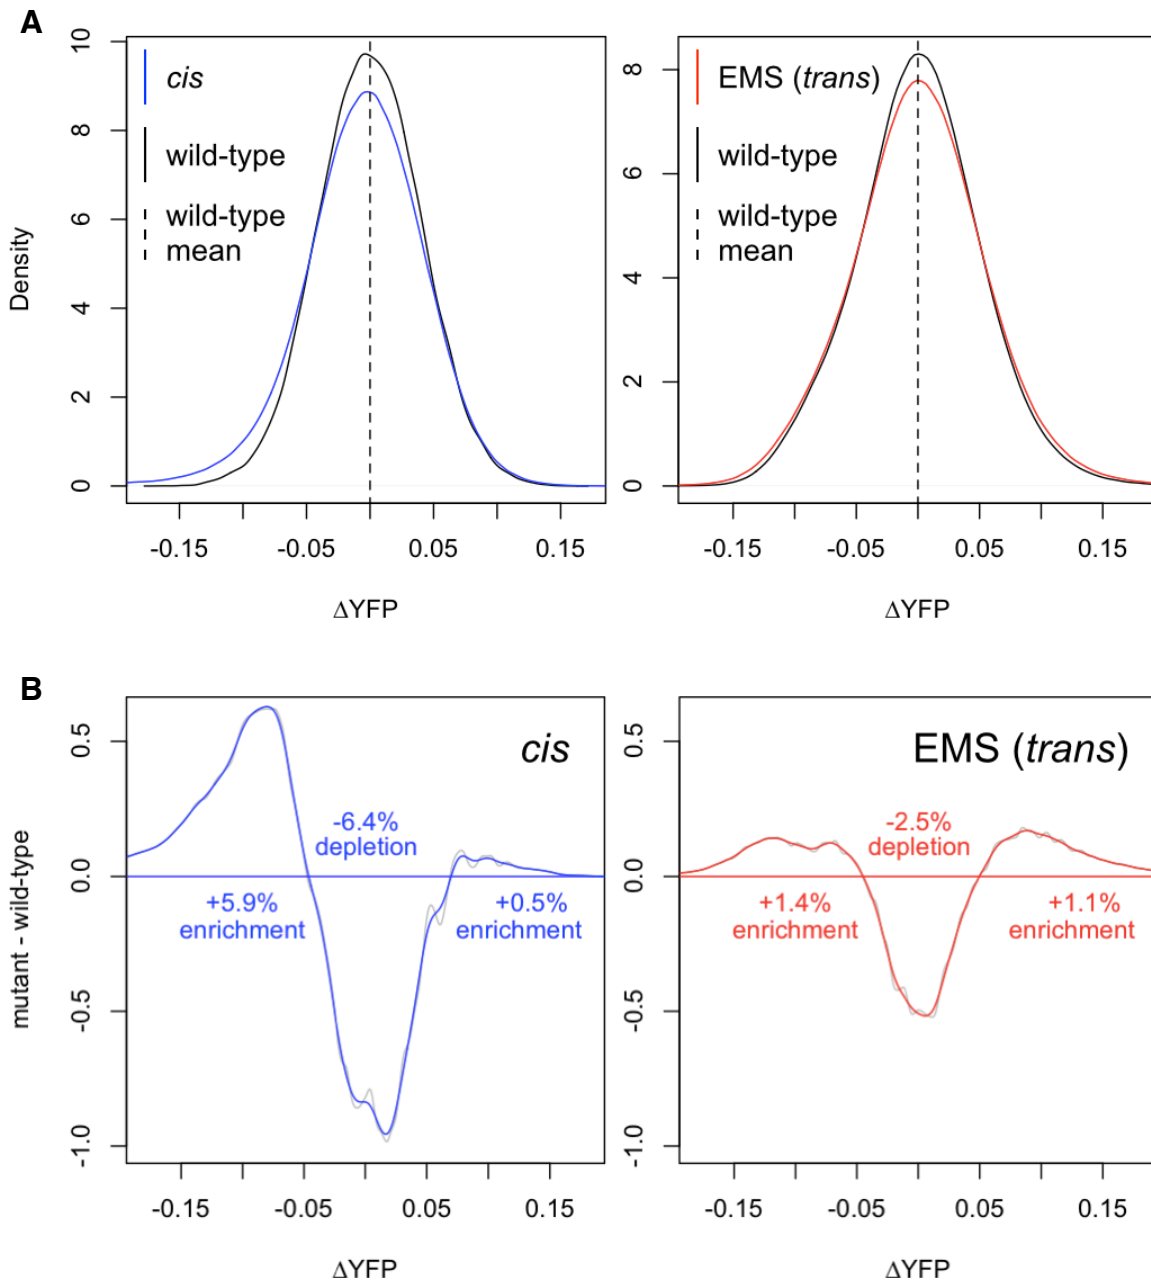 A
10
8
6
4
2
0
Density
cis
wild-type
wild-type
mean
-0.15
-0.05
0.05
0.15
ΔYFP
8
6
4
2
0
EMS (trans)
wild-type
wild-type
mean
-0.15
-0.05
0.05
0.15
ΔYFP
B
0.5
0.0
-0.5
-1.0
mutant - wild-type
cis
-6.4%
depletion
+5.9%
enrichment
+0.5%
enrichment
-0.15
-0.05
0.05
0.15
ΔYFP
0.5
0.0
-0.5
-1.0
EMS (trans)
-2.5%
depletion
+1.4%
enrichment
+1.1%
enrichment
-0.15
-0.05
0.05
0.15
ΔYFP